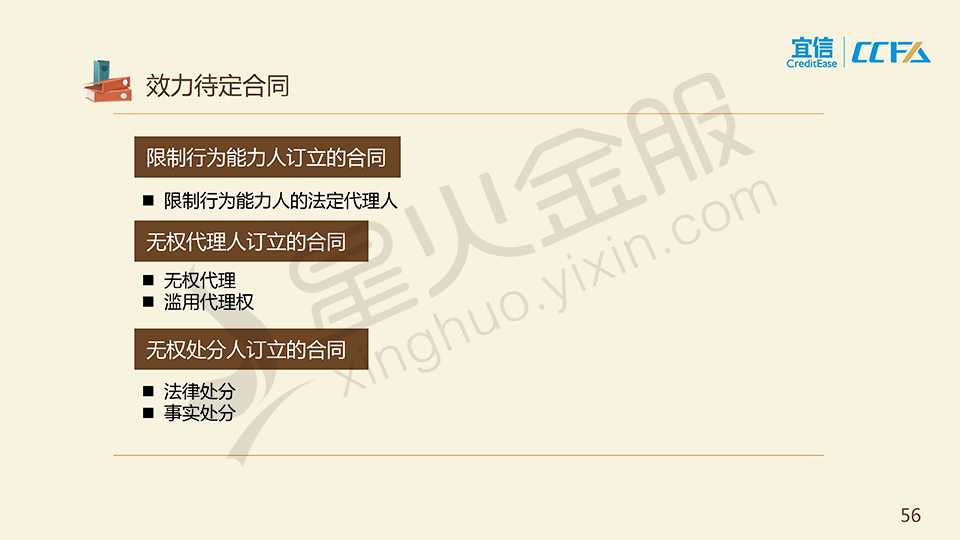 宜信
CreditEase
CCFA
效力待定合同
限制行为能力人订立的合同
■ 限制行为能力人的法定代理人
无权代理人订立的合同
■ 无权代理
■ 滥用代理权
无权处分人订立的合同
■ 法律处分
■ 事实处分
星火金服
xinghuo.yixin.com
56